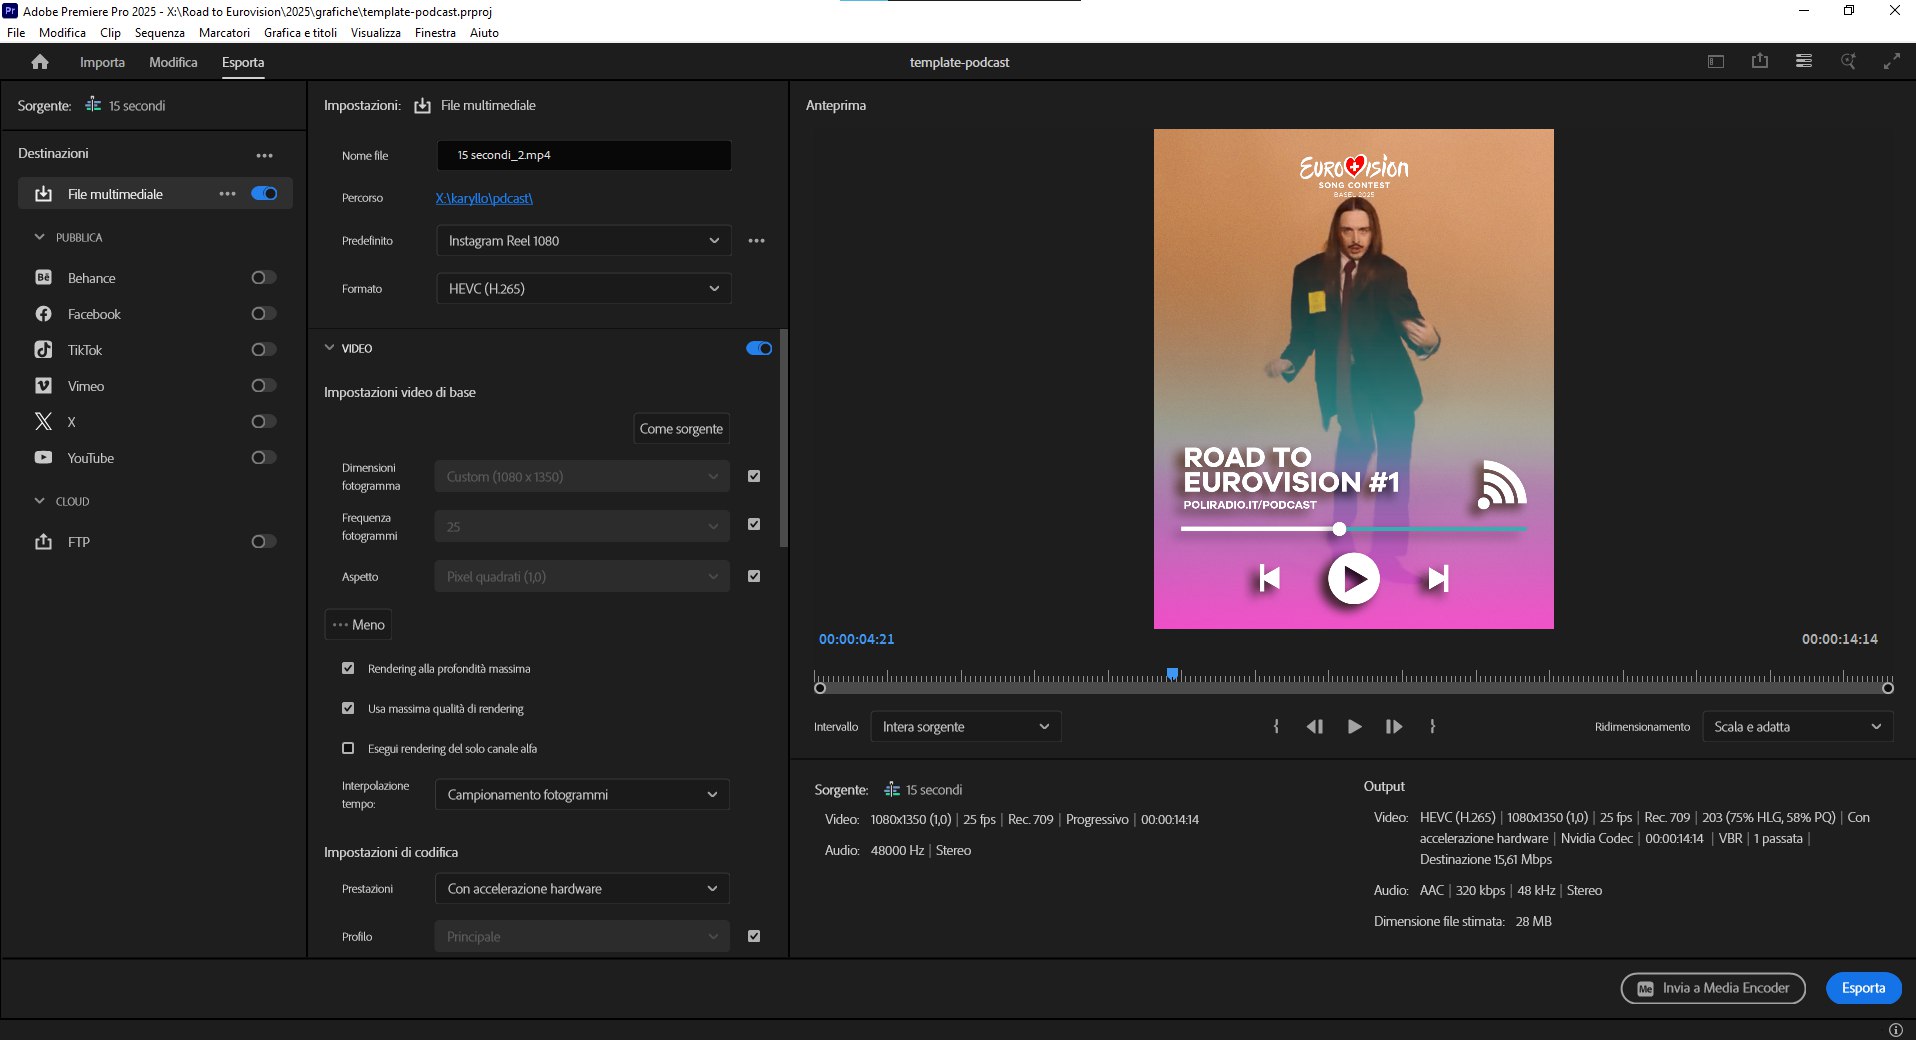 Pr Adobe Premiere Pro 2025 - X:\Road to Eurovision\2025\grafiche\template-podcast.prproj
File Modifica Clip Sequenza Marcatori Grafica e titoli Visualizza Finestra Aiuto
Importa Modifica Esporta
template-podcast
Sorgente: 15 secondi
Destinazioni
File multimediale
PUBBLICA
Bē Behance
Facebook
TikTok
Vimeo
X
YouTube
CLOUD
FTP
Impostazioni: File multimediale
Nome file 15 secondi_2.mp4
Percorso X:\karyllo\pdcast\
Predefinito Instagram Reel 1080
Formato HEVC (H.265)
VIDEO
Impostazioni video di base
Come sorgente
Dimensioni
fotogramma
Custom (1080 x 1350)
Frequenza
fotogrammi
25
Aspetto Pixel quadrati (1,0)
Meno
Rendering alla profondità massima
Usa massima qualità di rendering
Esegui rendering del solo canale alfa
Interpolazione
tempo:
Campionamento fotogrammi
Impostazioni di codifica
Prestazioni Con accelerazione hardware
Profilo Principale
Anteprima
EUROVISION
SONG CONTEST
BASEL 2025
ROAD TO
EUROVISION #1
POLIRADIO.IT/PODCAST
00:00:04:21
00:00:14:14
Intervallo Intera sorgente
Ridimensionamento Scala e adatta
Sorgente: 15 secondi
Video: 1080x1350 (1,0) | 25 fps | Rec. 709 | Progressivo | 00:00:14:14
Audio: 48000 Hz | Stereo
Output
Video: HEVC (H.265) | 1080x1350 (1,0) | 25 fps | Rec. 709 | 203 (75% HLG, 58% PQ) | Con
accelerazione hardware | Nvidia Codec | 00:00:14:14 | VBR | 1 passata |
Destinazione 15,61 Mbps
Audio: AAC | 320 kbps | 48 kHz | Stereo
Dimensione file stimata: 28 MB
Me Invia a Media Encoder
Esporta